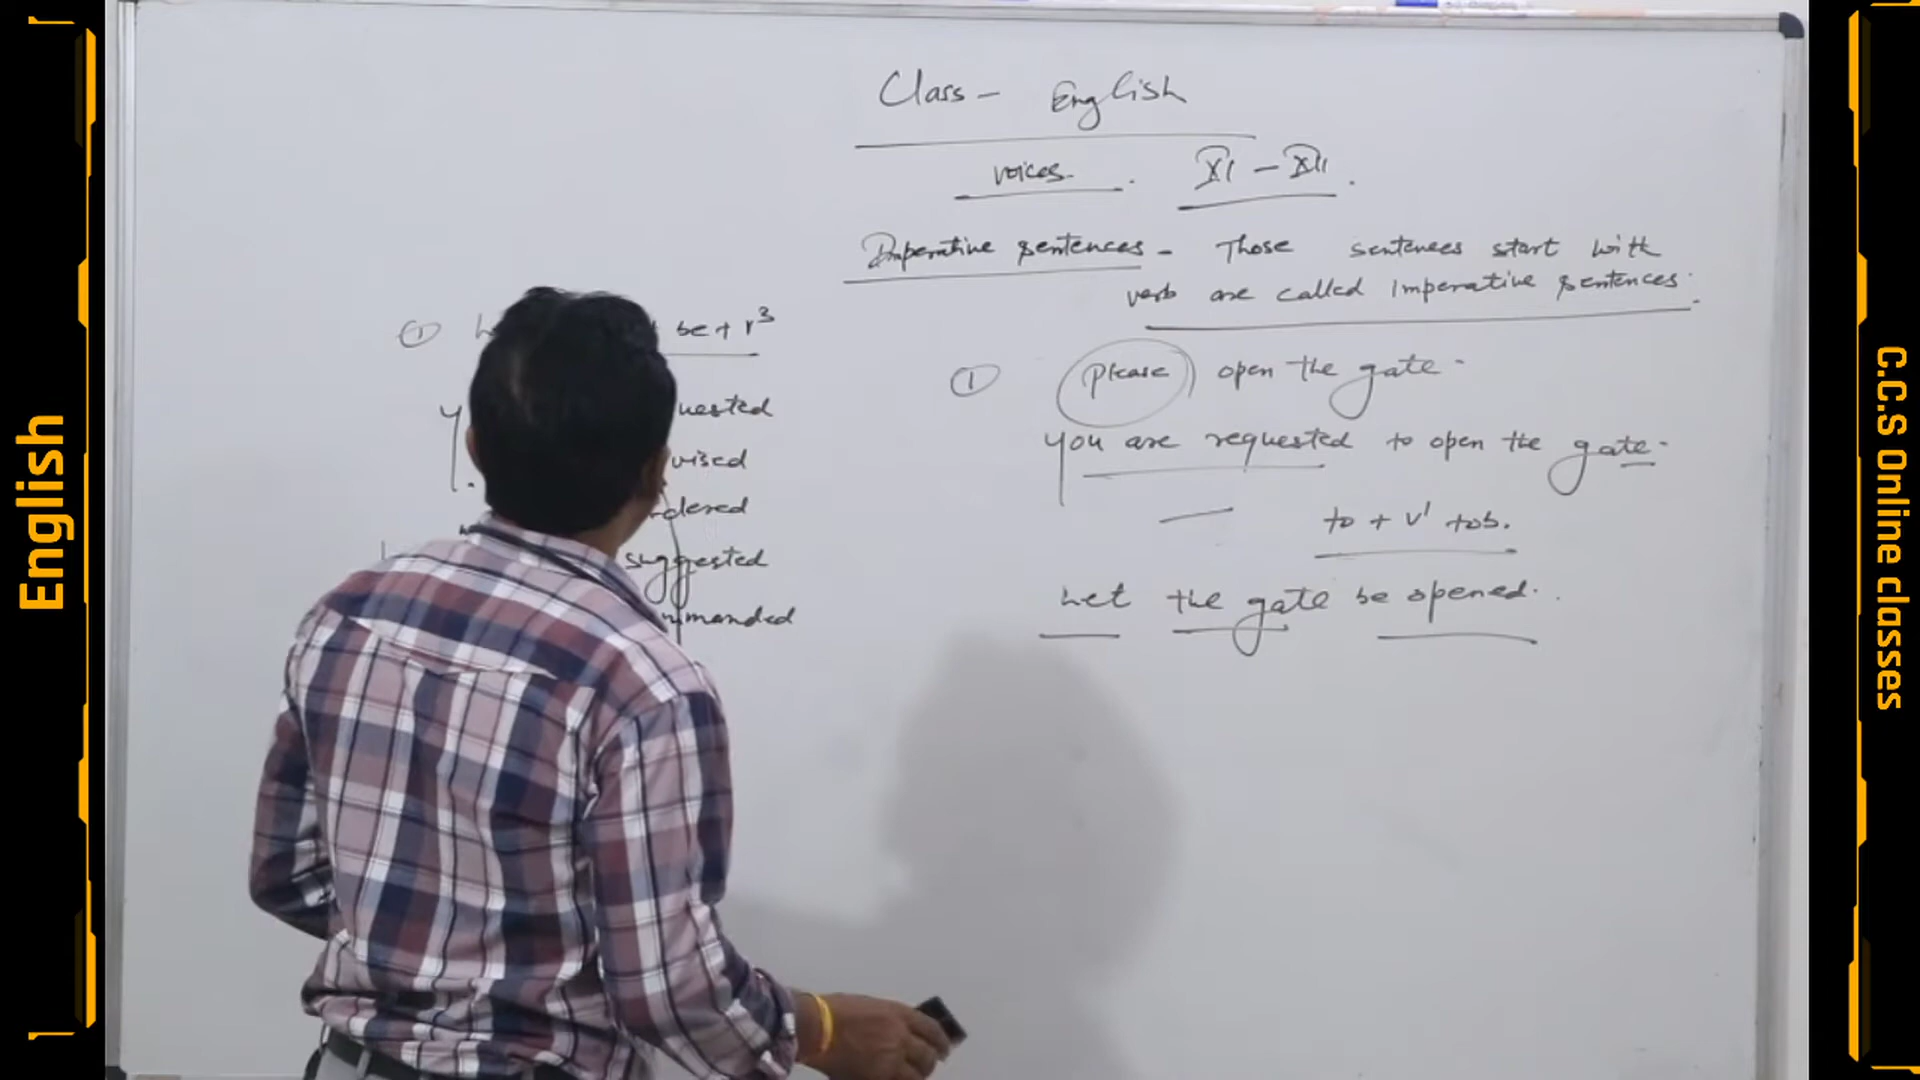 English
Class - English
voices. XI - XII.
Imperative sentences - Those sentences start with
verb are called Imperative sentences.
① be + v³
uested
vised
rdered
suggested
mmanded
① Please open the gate.
you are requested to open the gate.
to + v¹ + ob.
Let the gate be opened.
C.C.S Online classes